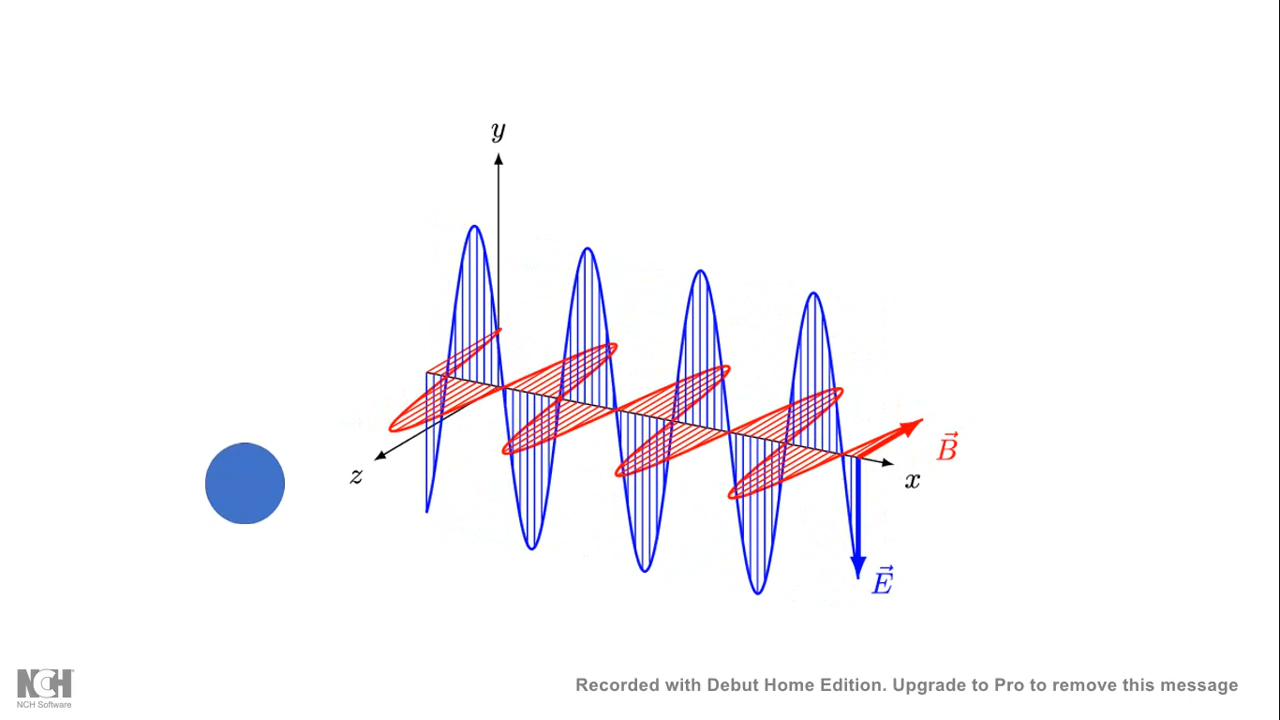 y
z
x
B
E
NCH
NCH Software
Recorded with Debut Home Edition. Upgrade to Pro to remove this message